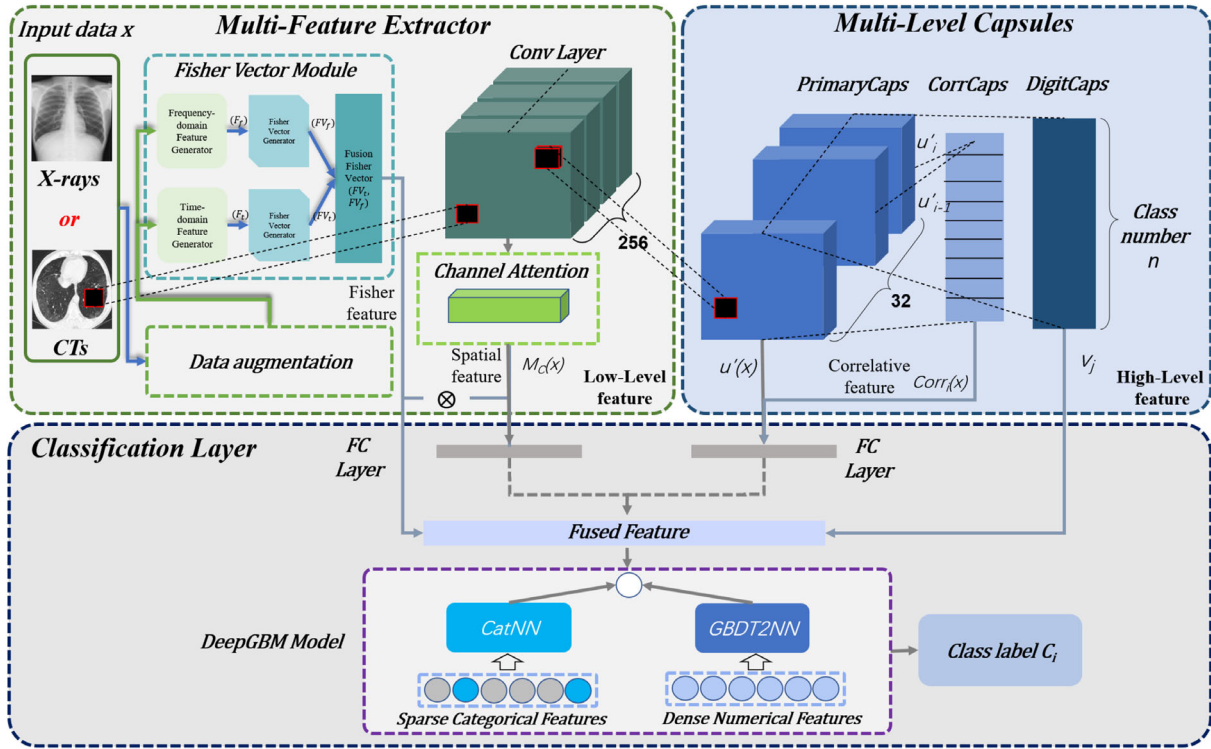 Input data x
Multi-Feature Extractor
X-rays
or
CTs
Fisher Vector Module
Frequency-
domain
Feature
Generator
(F_f)
Fisher
Vector
Generator
(FV_f)
Time-
domain
Feature
Generator
(F_t)
Fisher
Vector
Generator
(FV_t)
Fusion
Fisher
Vector
(FV_t,
FV_f)
Data augmentation
Fisher
feature
Conv Layer
256
Channel Attention
Spatial
feature
M_C(x)
Low-Level
feature
Multi-Level Capsules
PrimaryCaps
CorrCaps
DigitCaps
u'_i
u'_{i-1}
32
Class
number
n
u'(x)
Correlative
feature
Corr_i(x)
V_j
High-Level
feature
Classification Layer
FC
Layer
FC
Layer
Fused Feature
DeepGBM Model
CatNN
GBDT2NN
Sparse Categorical Features
Dense Numerical Features
Class label C_i